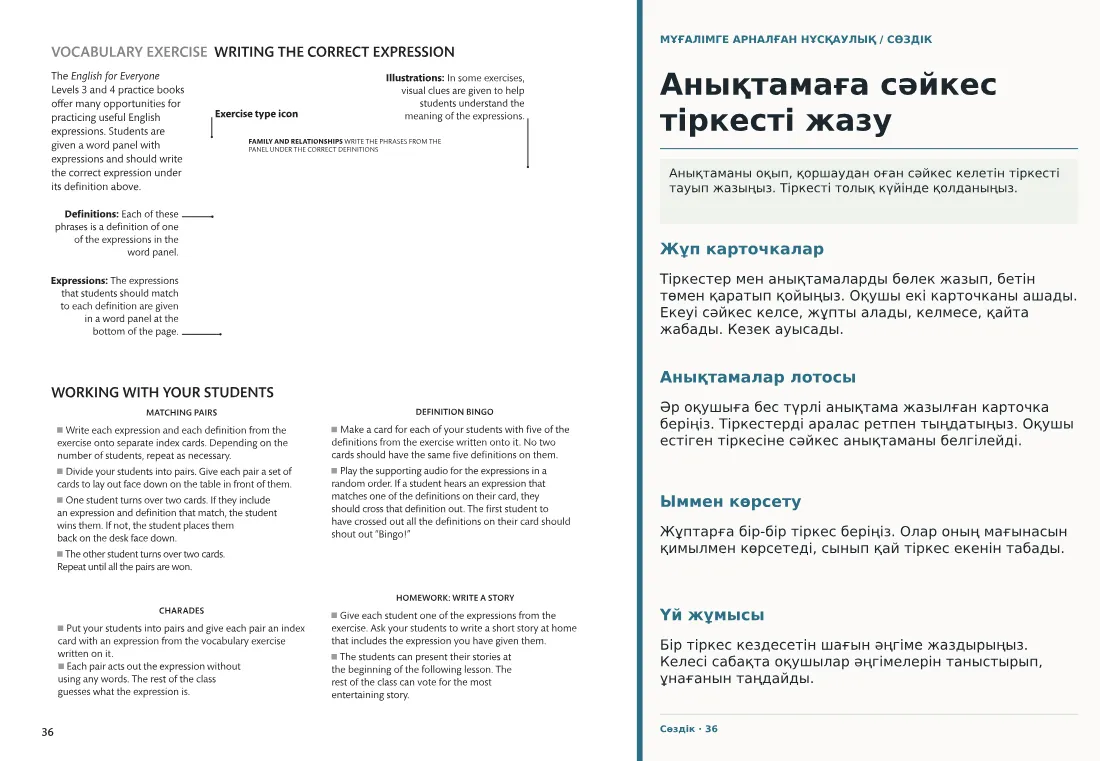 VOCABULARY EXERCISE WRITING THE CORRECT EXPRESSION
The English for Everyone
Levels 3 and 4 practice books
offer many opportunities for
practicing useful English
expressions. Students are
given a word panel with
expressions and should write
the correct expression under
its definition above.
Exercise type icon
Illustrations: In some exercises,
visual clues are given to help
students understand the
meaning of the expressions.
FAMILY AND RELATIONSHIPS WRITE THE PHRASES FROM THE
PANEL UNDER THE CORRECT DEFINITIONS
Definitions: Each of these
phrases is a definition of one
of the expressions in the
word panel.
Expressions: The expressions
that students should match
to each definition are given
in a word panel at the
bottom of the page.
WORKING WITH YOUR STUDENTS
MATCHING PAIRS
■ Write each expression and each definition from the
exercise onto separate index cards. Depending on the
number of students, repeat as necessary.
■ Divide your students into pairs. Give each pair a set of
cards to lay out face down on the table in front of them.
■ One student turns over two cards. If they include
an expression and definition that match, the student
wins them. If not, the student places them
back on the desk face down.
■ The other student turns over two cards.
Repeat until all the pairs are won.
DEFINITION BINGO
■ Make a card for each of your students with five of the
definitions from the exercise written onto it. No two
cards should have the same five definitions on them.
■ Play the supporting audio for the expressions in a
random order. If a student hears an expression that
matches one of the definitions on their card, they
should cross that definition out. The first student to
have crossed out all the definitions on their card should
shout out “Bingo!”
CHARADES
■ Put your students into pairs and give each pair an index
card with an expression from the vocabulary exercise
written on it.
■ Each pair acts out the expression without
using any words. The rest of the class
guesses what the expression is.
HOMEWORK: WRITE A STORY
■ Give each student one of the expressions from the
exercise. Ask your students to write a short story at home
that includes the expression you have given them.
■ The students can present their stories at
the beginning of the following lesson. The
rest of the class can vote for the most
entertaining story.
36
МҰҒАЛІМГЕ АРНАЛҒАН НҰСҚАУЛЫҚ / СӨЗДІК
Анықтамаға сәйкес
тіркесті жазу
Анықтаманы оқып, қоршаудан оған сәйкес келетін тіркесті
тауып жазыңыз. Тіркесті толық күйінде қолданыңыз.
Жұп карточкалар
Тіркестер мен анықтамаларды бөлек жазып, бетін
төмен қаратып қойыңыз. Оқушы екі карточканы ашады.
Екеуі сәйкес келсе, жұпты алады, келмесе, қайта
жабады. Кезек ауысады.
Анықтамалар лотосы
Әр оқушыға бес түрлі анықтама жазылған карточка
беріңіз. Тіркестерді аралас ретпен тыңдатыңыз. Оқушы
естіген тіркесіне сәйкес анықтаманы белгілейді.
Ыммен көрсету
Жұптарға бір-бір тіркес беріңіз. Олар оның мағынасын
қимылмен көрсетеді, сынып қай тіркес екенін табады.
Үй жұмысы
Бір тіркес кездесетін шағын әңгіме жаздырыңыз.
Келесі сабақта оқушылар әңгімелерін таныстырып,
ұнағанын таңдайды.
Сөздік · 36